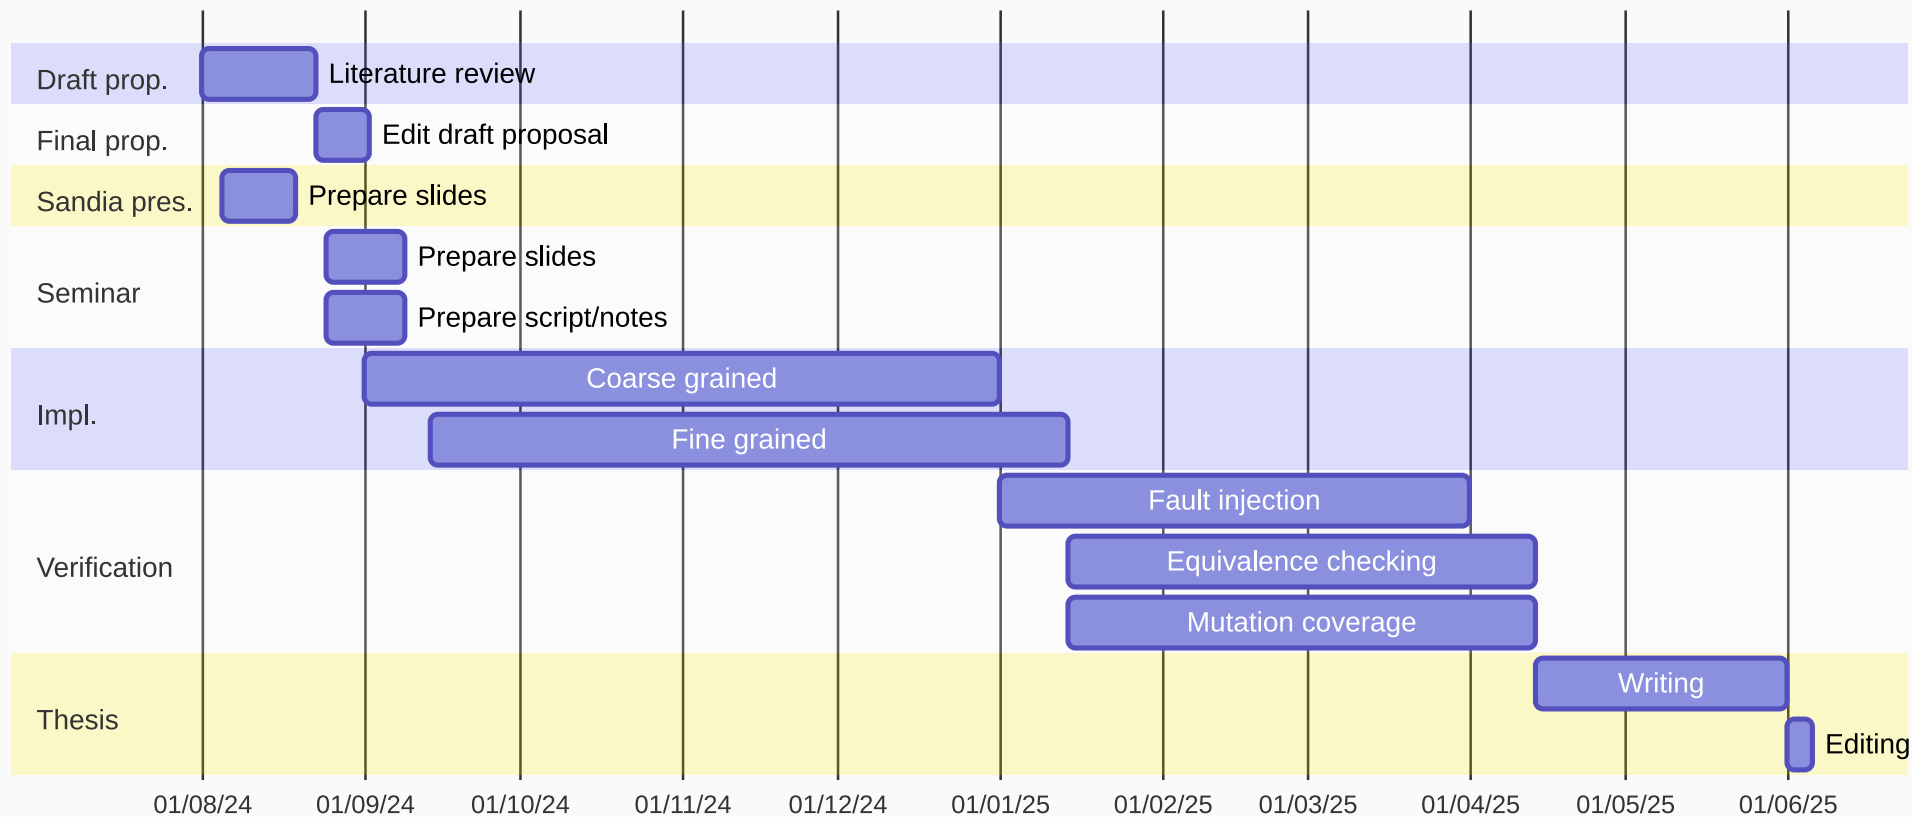 Draft prop.
Literature review
Final prop.
Edit draft proposal
Sandia pres.
Prepare slides
Seminar
Prepare slides
Prepare script/notes
Impl.
Coarse grained
Fine grained
Verification
Fault injection
Equivalence checking
Mutation coverage
Thesis
Writing
Editing
01/08/24 01/09/24 01/10/24 01/11/24 01/12/24 01/01/25 01/02/25 01/03/25 01/04/25 01/05/25 01/06/25